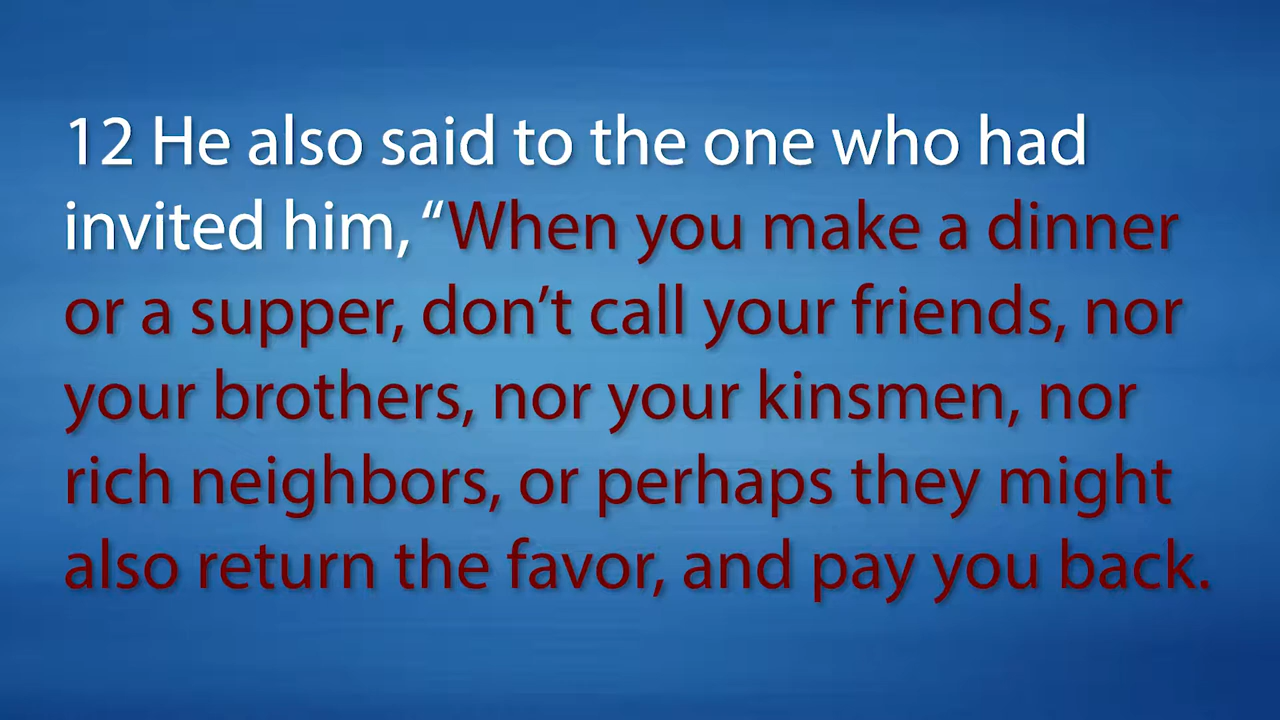 12 He also said to the one who had
invited him, “When you make a dinner
or a supper, don’t call your friends, nor
your brothers, nor your kinsmen, nor
rich neighbors, or perhaps they might
also return the favor, and pay you back.